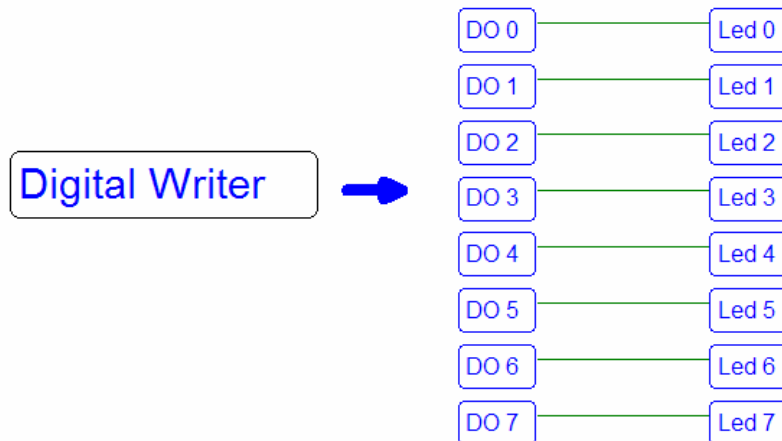 DO 0 Led 0
DO 1 Led 1
DO 2 Led 2
Digital Writer
DO 3 Led 3
DO 4 Led 4
DO 5 Led 5
DO 6 Led 6
DO 7 Led 7